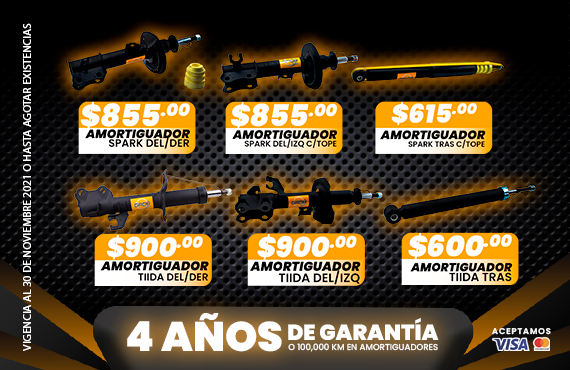 VIGENCIA AL 30 DE NOVIEMBRE 2021 O HASTA AGOTAR EXISTENCIAS
$855.00
AMORTIGUADOR
SPARK DEL/DER
$855.00
AMORTIGUADOR
SPARK DEL/IZQ C/TOPE
$615.00
AMORTIGUADOR
SPARK TRAS C/TOPE
$900.00
AMORTIGUADOR
TIIDA DEL/DER
$900.00
AMORTIGUADOR
TIIDA DEL/IZQ
$600.00
AMORTIGUADOR
TIIDA TRAS
4 AÑOS DE GARANTÍA
O 100,000 KM EN AMORTIGUADORES
ACEPTAMOS
VISA